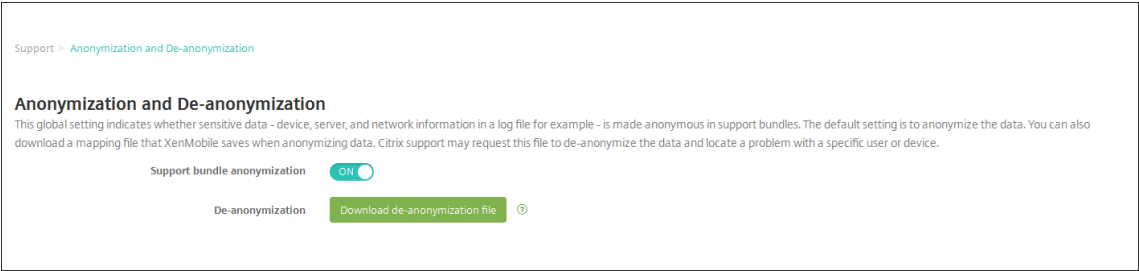 Support > Anonymization and De-anonymization
Anonymization and De-anonymization
This global setting indicates whether sensitive data - device, server, and network information in a log file for example - is made anonymous in support bundles. The default setting is to anonymize the data. You can also
download a mapping file that XenMobile saves when anonymizing data. Citrix support may request this file to de-anonymize the data and locate a problem with a specific user or device.
Support bundle anonymization ON
De-anonymization Download de-anonymization file ?